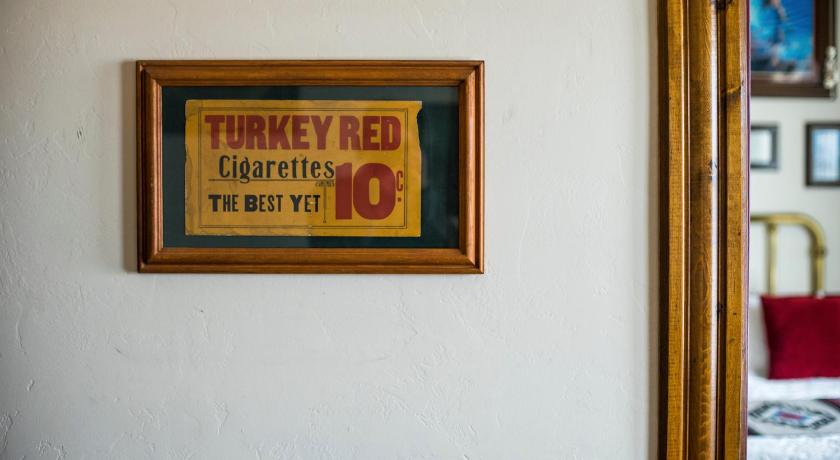 TURKEY RED
Cigarettes
THE BEST YET
10¢.